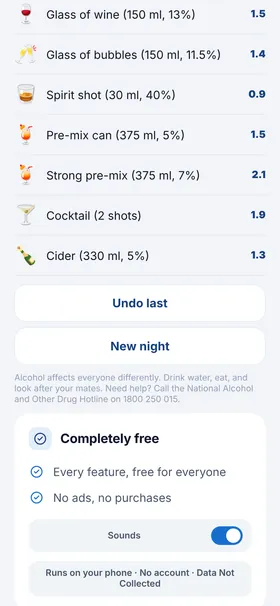 Glass of wine (150 ml, 13%) 1.5
Glass of bubbles (150 ml, 11.5%) 1.4
Spirit shot (30 ml, 40%) 0.9
Pre-mix can (375 ml, 5%) 1.5
Strong pre-mix (375 ml, 7%) 2.1
Cocktail (2 shots) 1.9
Cider (330 ml, 5%) 1.3
Undo last
New night
Alcohol affects everyone differently. Drink water, eat, and
look after your mates. Need help? Call the National Alcohol
and Other Drug Hotline on 1800 250 015.
Completely free
Every feature, free for everyone
No ads, no purchases
Sounds
Runs on your phone · No account · Data Not
Collected